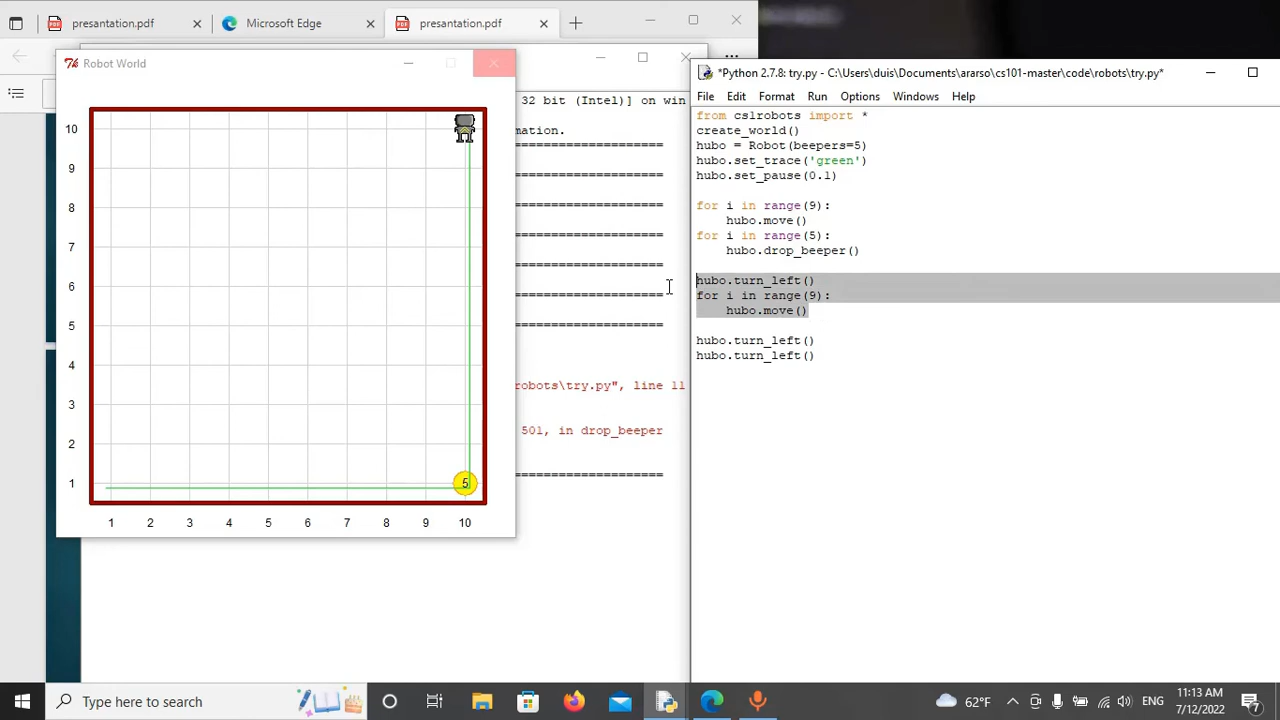 presantation.pdf
Microsoft Edge
presantation.pdf
Robot World
10
9
8
7
6
5
4
3
2
1
5
1 2 3 4 5 6 7 8 9 10
32 bit (Intel)] on win
mation.
=====================
=====================
=====================
=====================
=====================
=====================
=====================
robots\try.py", line 11
501, in drop_beeper
=====================
*Python 2.7.8: try.py - C:\Users\duis\Documents\ararso\cs101-master\code\robots\try.py*
File Edit Format Run Options Windows Help
from cs1robots import *
create_world()
hubo = Robot(beepers=5)
hubo.set_trace('green')
hubo.set_pause(0.1)
for i in range(9):
    hubo.move()
for i in range(5):
    hubo.drop_beeper()
hubo.turn_left()
for i in range(9):
    hubo.move()
hubo.turn_left()
hubo.turn_left()
Type here to search
62°F
ENG
11:13 AM
7/12/2022
7